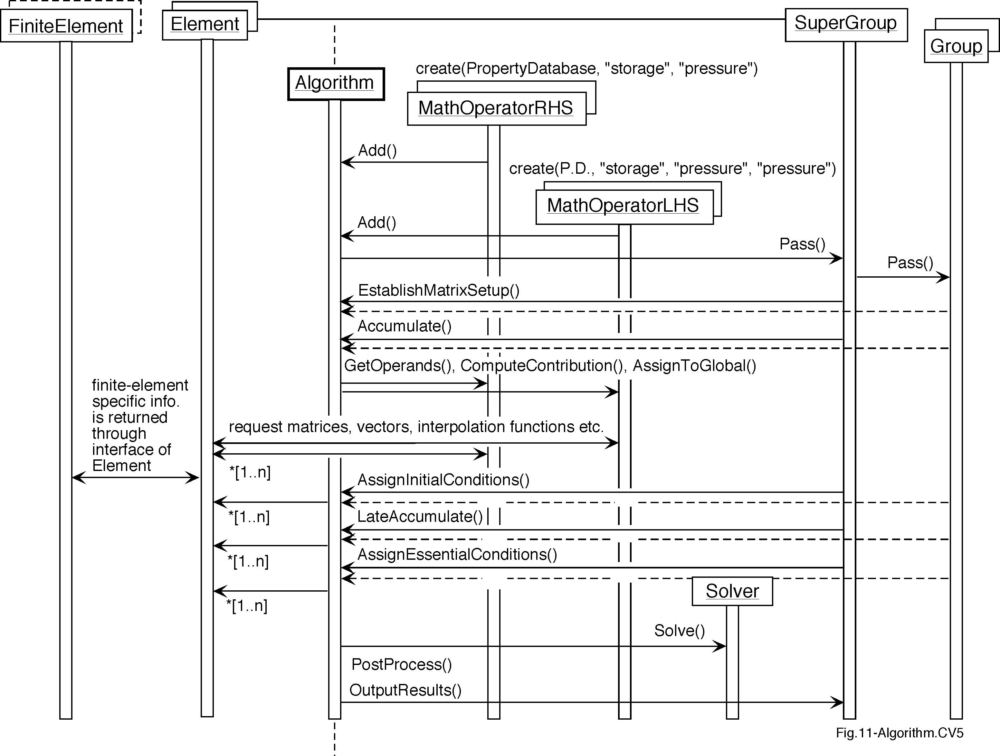 FiniteElement
Element
SuperGroup
Group
create(PropertyDatabase, "storage", "pressure")
Algorithm
MathOperatorRHS
Add()
create(P.D., "storage", "pressure", "pressure")
MathOperatorLHS
Add()
Pass()
Pass()
EstablishMatrixSetup()
Accumulate()
GetOperands(), ComputeContribution(), AssignToGlobal()
finite-element
specific info.
is returned
through
interface of
Element
request matrices, vectors, interpolation functions etc.
*[1..n]
AssignInitialConditions()
*[1..n]
LateAccumulate()
*[1..n]
AssignEssentialConditions()
*[1..n]
Solver
Solve()
PostProcess()
OutputResults()
Fig.11-Algorithm.CV5